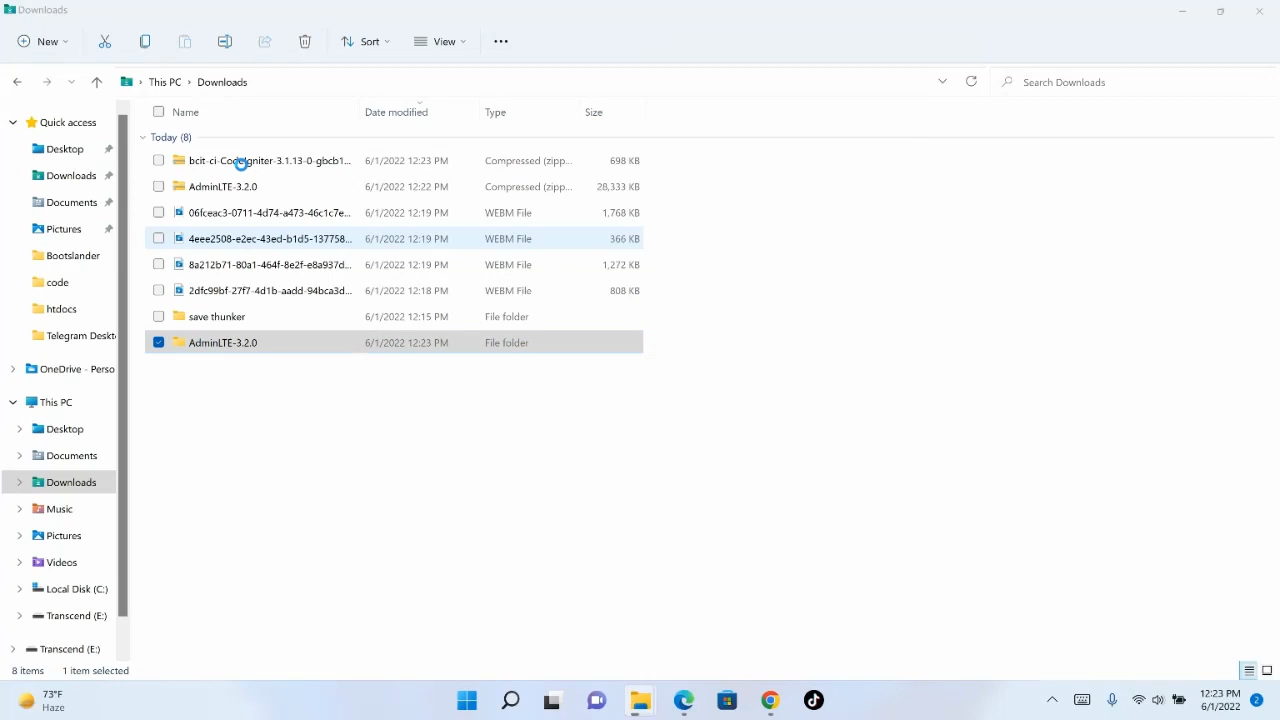 Downloads
New
Sort
View
This PC
Downloads
Search Downloads
Name
Date modified
Type
Size
Today (8)
bcit-ci-CodeIgniter-3.1.13-0-gbcb1... 6/1/2022 12:23 PM Compressed (zipp... 698 KB
AdminLTE-3.2.0 6/1/2022 12:22 PM Compressed (zipp... 28,333 KB
06fceac3-0711-4d74-a473-46c1c7e... 6/1/2022 12:19 PM WEBM File 1,768 KB
4eee2508-e2ec-43ed-b1d5-137758... 6/1/2022 12:19 PM WEBM File 366 KB
8a212b71-80a1-464f-8e2f-e8a937d... 6/1/2022 12:19 PM WEBM File 1,272 KB
2dfc99bf-27f7-4d1b-aadd-94bca3d... 6/1/2022 12:18 PM WEBM File 808 KB
save thunker 6/1/2022 12:15 PM File folder
AdminLTE-3.2.0 6/1/2022 12:23 PM File folder
Quick access
Desktop
Downloads
Documents
Pictures
Bootslander
code
htdocs
Telegram Deskt
OneDrive - Perso
This PC
Desktop
Documents
Downloads
Music
Pictures
Videos
Local Disk (C:)
Transcend (E:)
Transcend (E:)
8 items 1 item selected
73°F
Haze
12:23 PM
6/1/2022
2